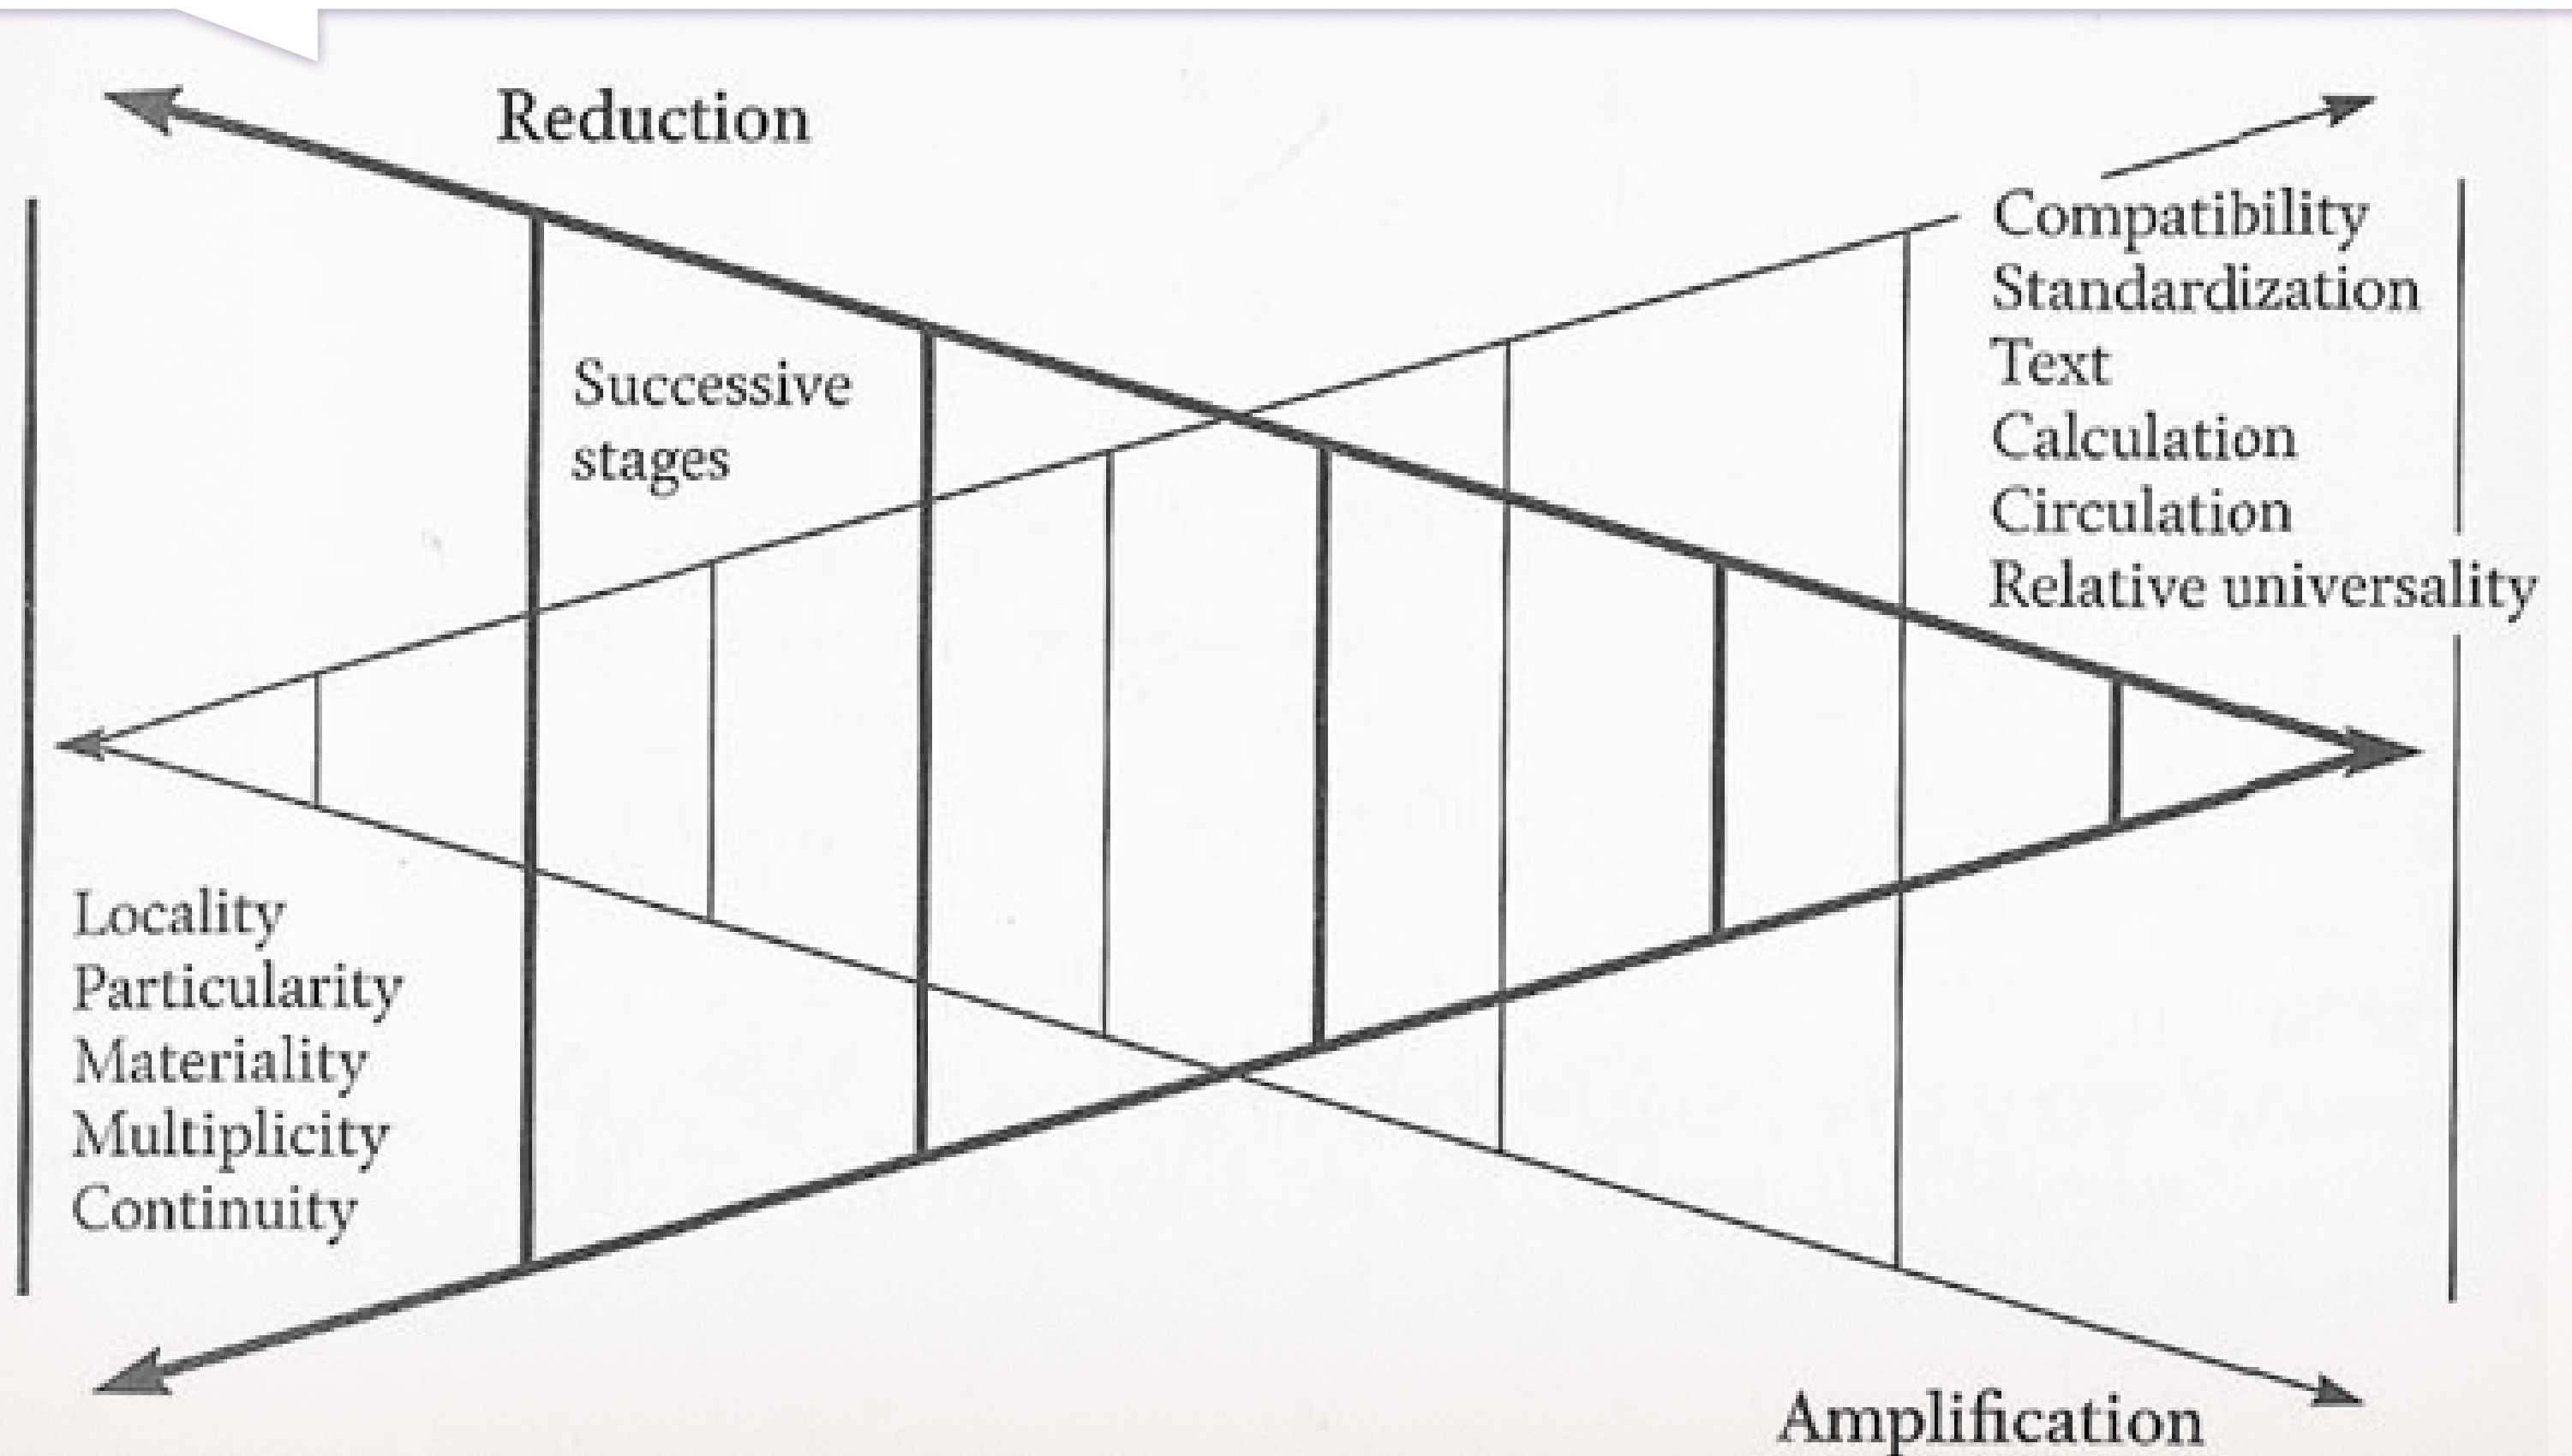 Reduction
Successive
stages
Compatibility
Standardization
Text
Calculation
Circulation
Relative universality
Locality
Particularity
Materiality
Multiplicity
Continuity
Amplification